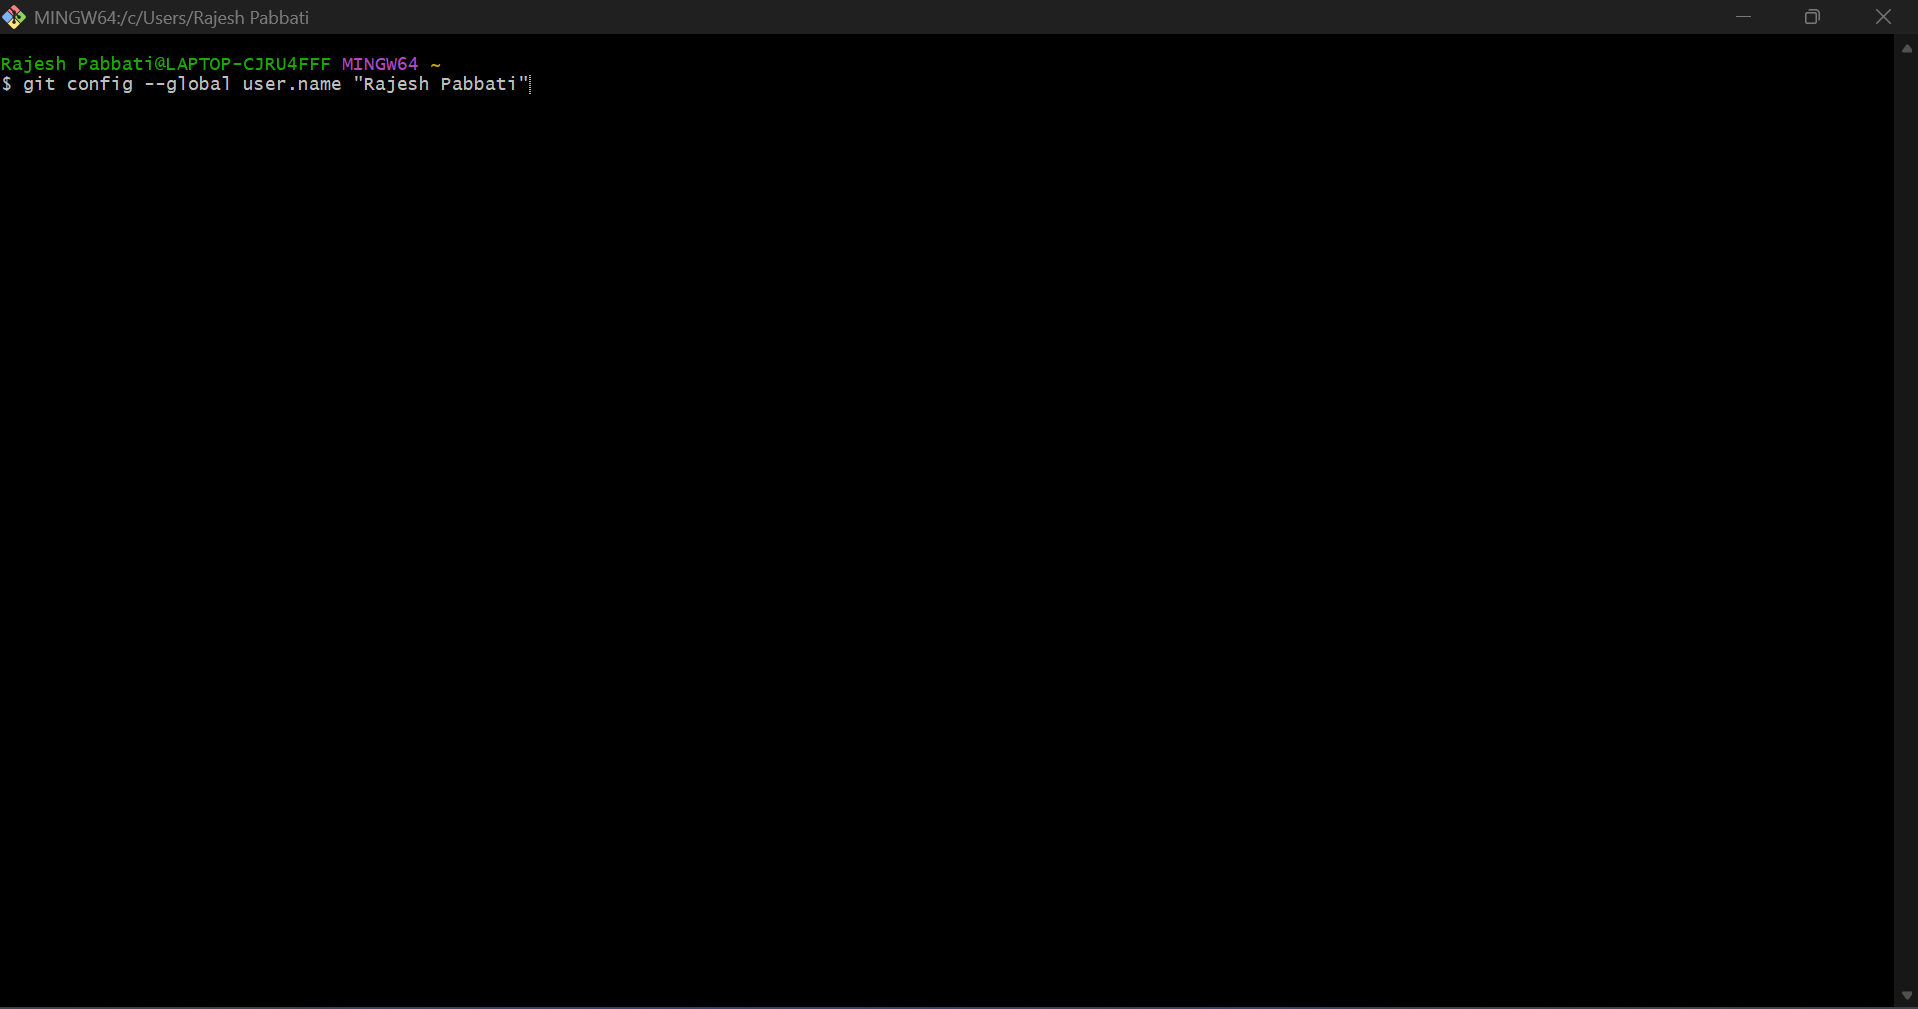 MINGW64:/c/Users/Rajesh Pabbati
Rajesh Pabbati@LAPTOP-CJRU4FFF MINGW64 ~
$ git config --global user.name "Rajesh Pabbati"